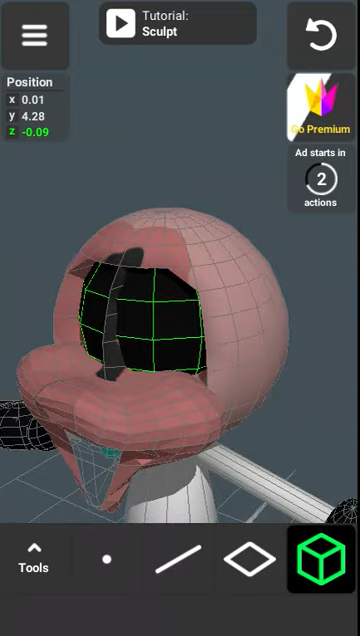 Tutorial:
Sculpt
Position
x 0.01
y 4.28
z -0.09
Go Premium
Ad starts in
2
actions
Tools